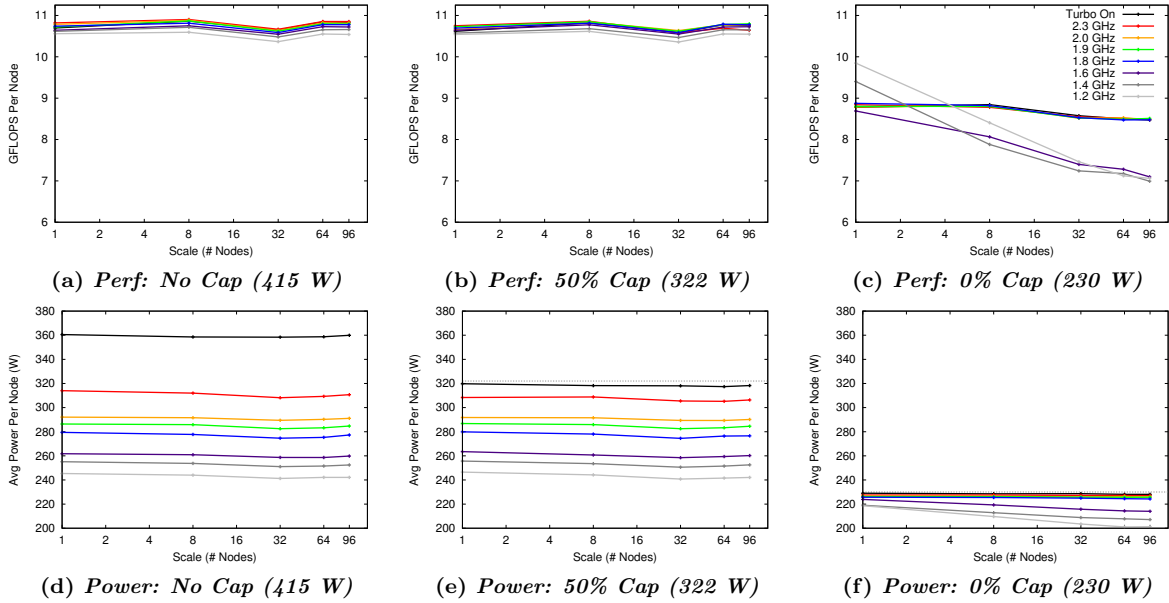 11
10
9
8
7
6
GFLOPS Per Node
1 2 4 8 16 32 64 96
Scale (# Nodes)
(a) Perf: No Cap (415 W)
11
10
9
8
7
6
GFLOPS Per Node
1 2 4 8 16 32 64 96
Scale (# Nodes)
(b) Perf: 50% Cap (322 W)
11
10
9
8
7
6
GFLOPS Per Node
Turbo On
2.3 GHz
2.0 GHz
1.9 GHz
1.8 GHz
1.6 GHz
1.4 GHz
1.2 GHz
1 2 4 8 16 32 64 96
Scale (# Nodes)
(c) Perf: 0% Cap (230 W)
380
360
340
320
300
280
260
240
220
200
Avg Power Per Node (W)
1 2 4 8 16 32 64 96
Scale (# Nodes)
(d) Power: No Cap (415 W)
380
360
340
320
300
280
260
240
220
200
Avg Power Per Node (W)
1 2 4 8 16 32 64 96
Scale (# Nodes)
(e) Power: 50% Cap (322 W)
380
360
340
320
300
280
260
240
220
200
Avg Power Per Node (W)
1 2 4 8 16 32 64 96
Scale (# Nodes)
(f) Power: 0% Cap (230 W)